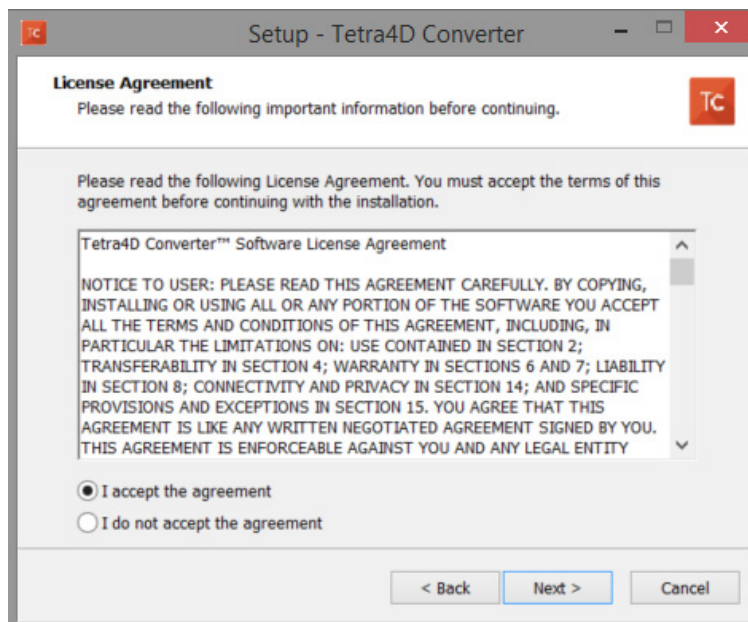 TC
Setup - Tetra4D Converter
License Agreement
Please read the following important information before continuing.
TC
Please read the following License Agreement. You must accept the terms of this
agreement before continuing with the installation.
Tetra4D Converter™ Software License Agreement
NOTICE TO USER: PLEASE READ THIS AGREEMENT CAREFULLY. BY COPYING,
INSTALLING OR USING ALL OR ANY PORTION OF THE SOFTWARE YOU ACCEPT
ALL THE TERMS AND CONDITIONS OF THIS AGREEMENT, INCLUDING, IN
PARTICULAR THE LIMITATIONS ON: USE CONTAINED IN SECTION 2;
TRANSFERABILITY IN SECTION 4; WARRANTY IN SECTIONS 6 AND 7; LIABILITY
IN SECTION 8; CONNECTIVITY AND PRIVACY IN SECTION 14; AND SPECIFIC
PROVISIONS AND EXCEPTIONS IN SECTION 15. YOU AGREE THAT THIS
AGREEMENT IS LIKE ANY WRITTEN NEGOTIATED AGREEMENT SIGNED BY YOU.
THIS AGREEMENT IS ENFORCEABLE AGAINST YOU AND ANY LEGAL ENTITY
I accept the agreement
I do not accept the agreement
< Back
Next >
Cancel